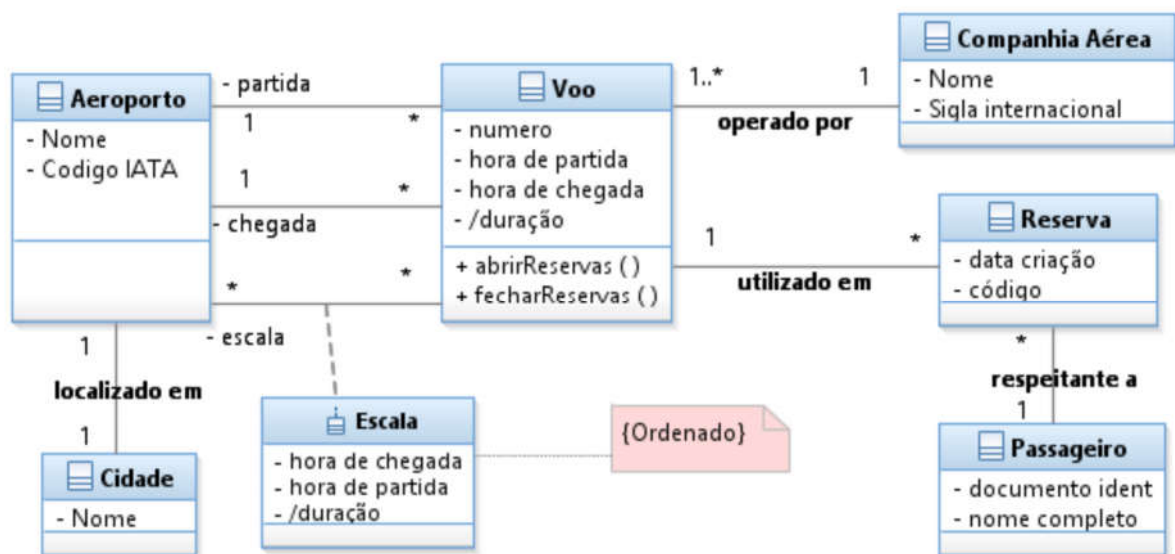 Aeroporto
- Nome
- Codigo IATA
- partida
1
*
1
*
- chegada
*
*
- escala
Voo
- numero
- hora de partida
- hora de chegada
- /duração
+ abrirReservas ( )
+ fecharReservas ( )
1..*
1
operado por
Companhia Aérea
- Nome
- Sigla internacional
1
*
utilizado em
Reserva
- data criação
- código
*
respeitante a
1
Passageiro
- documento ident
- nome completo
1
localizado em
1
Cidade
- Nome
Escala
- hora de chegada
- hora de partida
- /duração
{Ordenado}